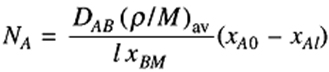 N_A = \frac{D_{AB} (\rho/M)_{av}}{l x_{BM}} (x_{A0} - x_{Al})